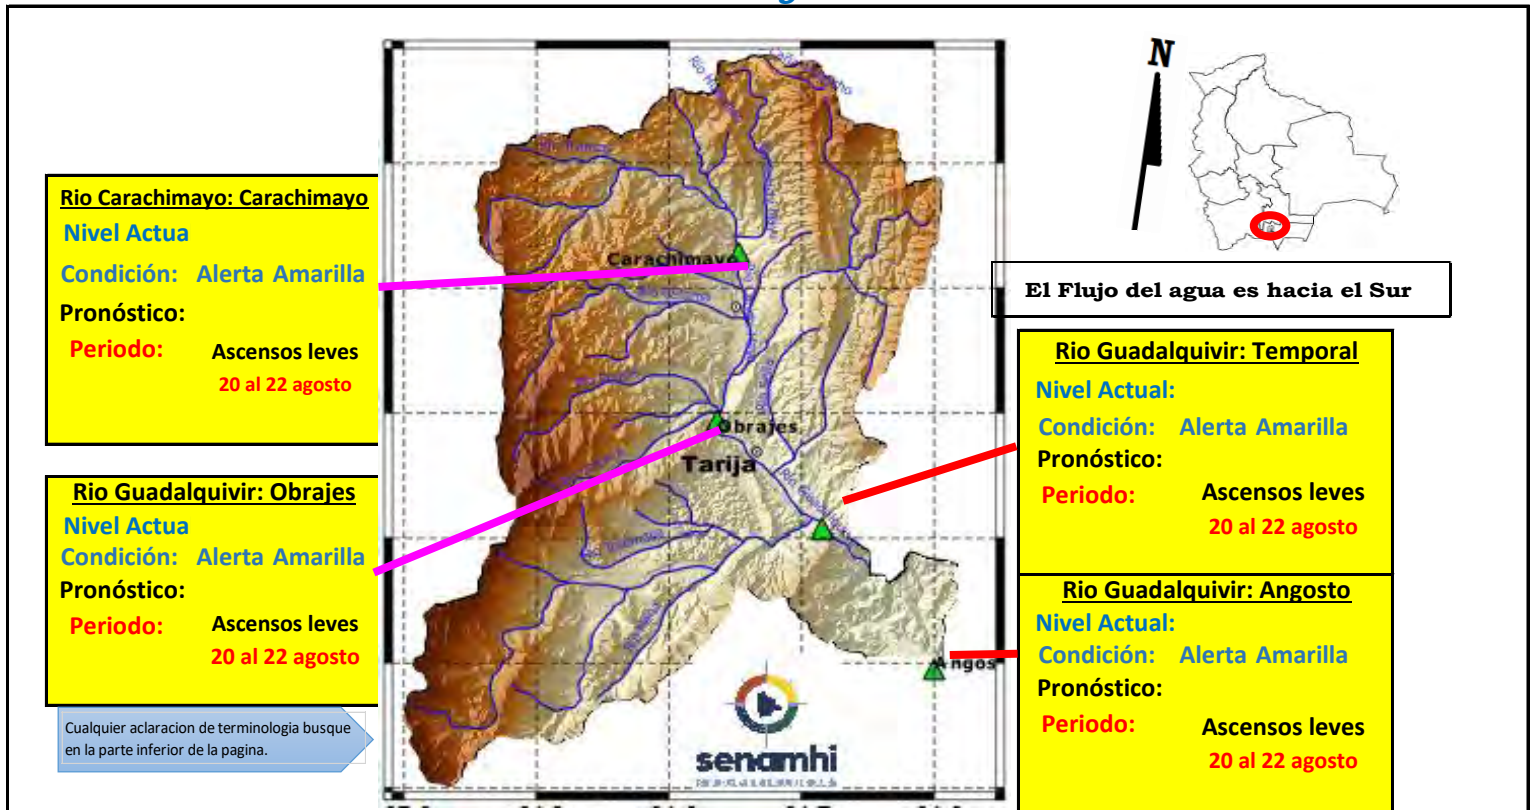 N
Rio Carachimayo: Carachimayo
Nivel Actua
Condición: Alerta Amarilla
Pronóstico:
Periodo: Ascensos leves
20 al 22 agosto
Rio Guadalquivir: Obrajes
Nivel Actua
Condición: Alerta Amarilla
Pronóstico:
Periodo: Ascensos leves
20 al 22 agosto
Cualquier aclaracion de terminologia busque
en la parte inferior de la pagina.
Carachimayo
Obrajes
Tarija
Angos
senamhi
El Flujo del agua es hacia el Sur
Rio Guadalquivir: Temporal
Nivel Actual:
Condición: Alerta Amarilla
Pronóstico:
Periodo: Ascensos leves
20 al 22 agosto
Rio Guadalquivir: Angosto
Nivel Actual:
Condición: Alerta Amarilla
Pronóstico:
Periodo: Ascensos leves
20 al 22 agosto